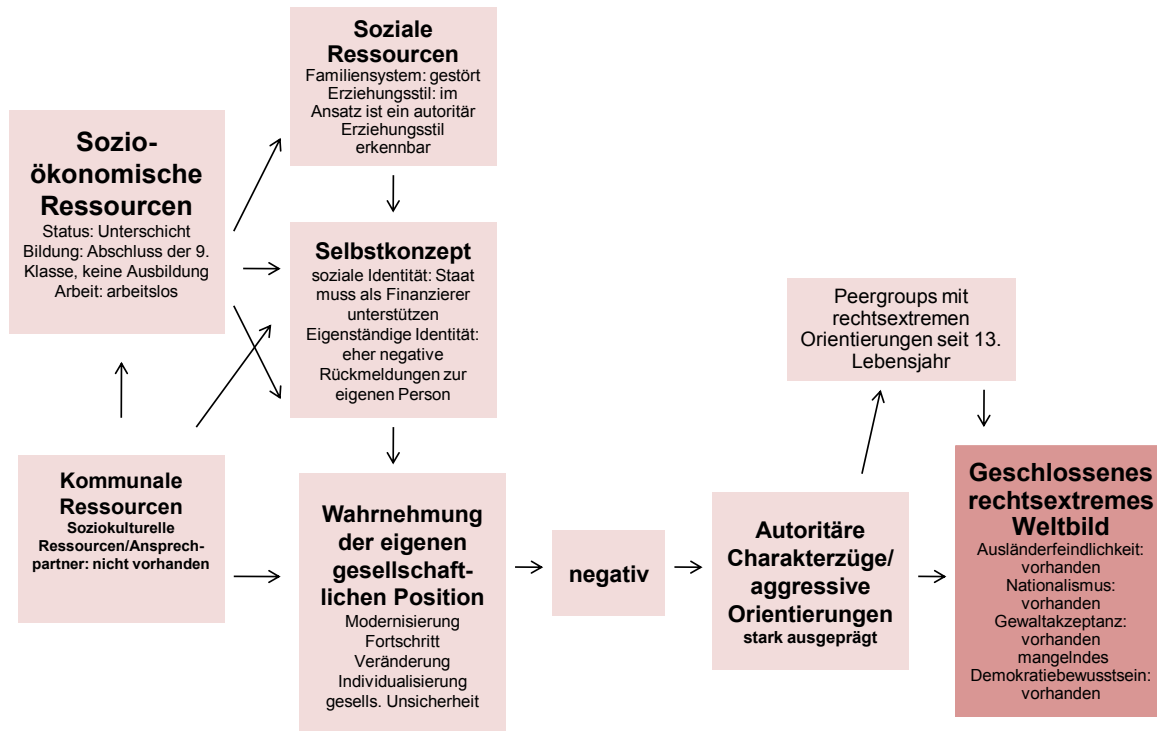 Soziale
Ressourcen
Familiensystem: gestört
Erziehungsstil: im
Ansatz ist ein autoritär
Erziehungsstil
erkennbar
Sozio-
ökonomische
Ressourcen
Status: Unterschicht
Bildung: Abschluss der 9.
Klasse, keine Ausbildung
Arbeit: arbeitslos
Selbstkonzept
soziale Identität: Staat
muss als Finanzierer
unterstützen
Eigenständige Identität:
eher negative
Rückmeldungen zur
eigenen Person
Peergroups mit
rechtsextremen
Orientierungen seit 13.
Lebensjahr
Kommunale
Ressourcen
Soziokulturelle
Ressourcen/Ansprech-
partner: nicht vorhanden
Wahrnehmung
der eigenen
gesellschaft-
lichen Position
Modernisierung
Fortschritt
Veränderung
Individualisierung
gesells. Unsicherheit
negativ
Autoritäre
Charakterzüge/
aggressive
Orientierungen
stark ausgeprägt
Geschlossenes
rechtsextremes
Weltbild
Ausländerfeindlichkeit:
vorhanden
Nationalismus:
vorhanden
Gewaltakzeptanz:
vorhanden
mangelndes
Demokratiebewusstsein:
vorhanden